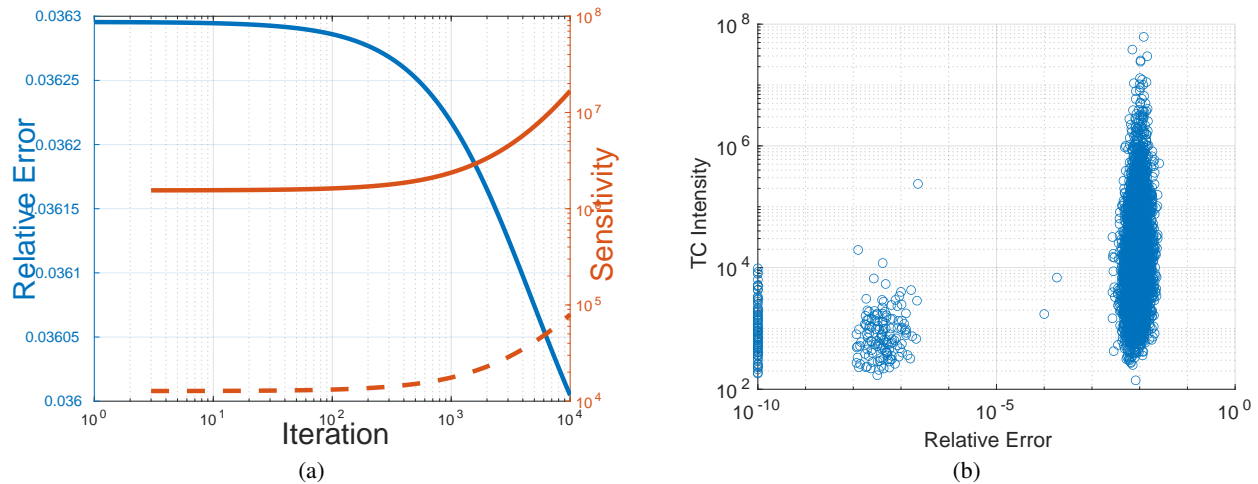 0.0363
0.03625
0.0362
0.03615
0.0361
0.03605
0.036
Relative Error
10^8
10^7
10^6
10^5
10^4
Sensitivity
10^0 10^1 10^2 10^3 10^4
Iteration
(a)
10^8
10^6
10^4
10^2
TC Intensity
10^-10 10^-5 10^0
Relative Error
(b)